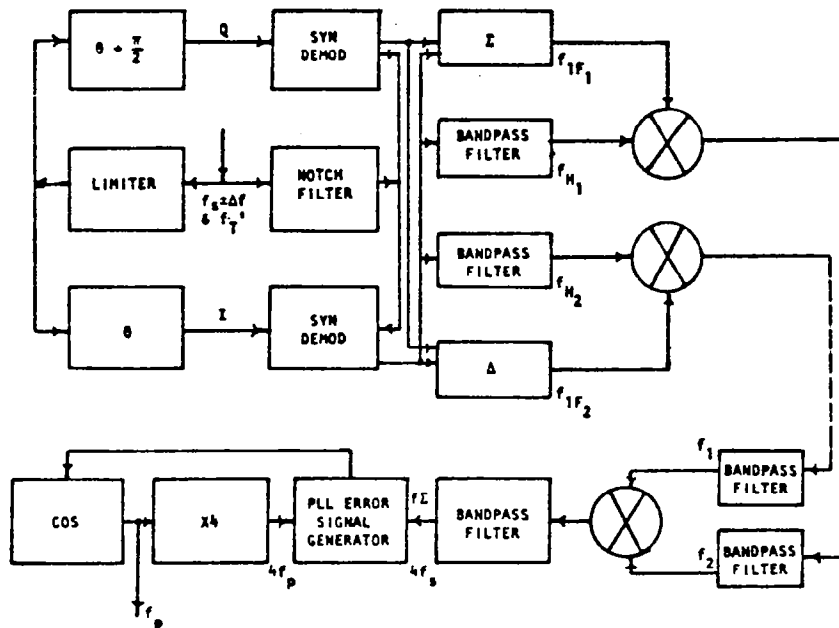 θ + π/2
Q
SYN
DEMOD
Σ
f1F1
LIMITER
fs±Δf
& fT'
NOTCH
FILTER
BANDPASS
FILTER
fH1
BANDPASS
FILTER
fH2
θ
I
SYN
DEMOD
Δ
f1F2
COS
X4
4fp
PLL ERROR
SIGNAL
GENERATOR
fΣ
4fs
BANDPASS
FILTER
f1
BANDPASS
FILTER
f2
BANDPASS
FILTER
fp